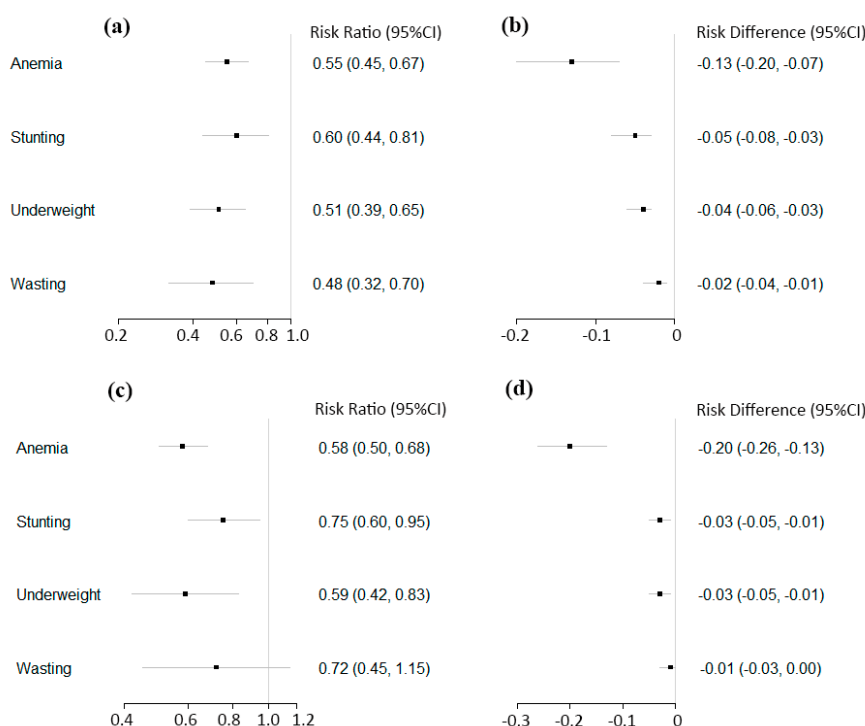 (a) Risk Ratio (95%CI) (b) Risk Difference (95%CI)
Anemia 0.55 (0.45, 0.67) -0.13 (-0.20, -0.07)
Stunting 0.60 (0.44, 0.81) -0.05 (-0.08, -0.03)
Underweight 0.51 (0.39, 0.65) -0.04 (-0.06, -0.03)
Wasting 0.48 (0.32, 0.70) -0.02 (-0.04, -0.01)
0.2 0.4 0.6 0.8 1.0 -0.2 -0.1 0
(c) Risk Ratio (95%CI) (d) Risk Difference (95%CI)
Anemia 0.58 (0.50, 0.68) -0.20 (-0.26, -0.13)
Stunting 0.75 (0.60, 0.95) -0.03 (-0.05, -0.01)
Underweight 0.59 (0.42, 0.83) -0.03 (-0.05, -0.01)
Wasting 0.72 (0.45, 1.15) -0.01 (-0.03, 0.00)
0.4 0.6 0.8 1.0 1.2 -0.3 -0.2 -0.1 0